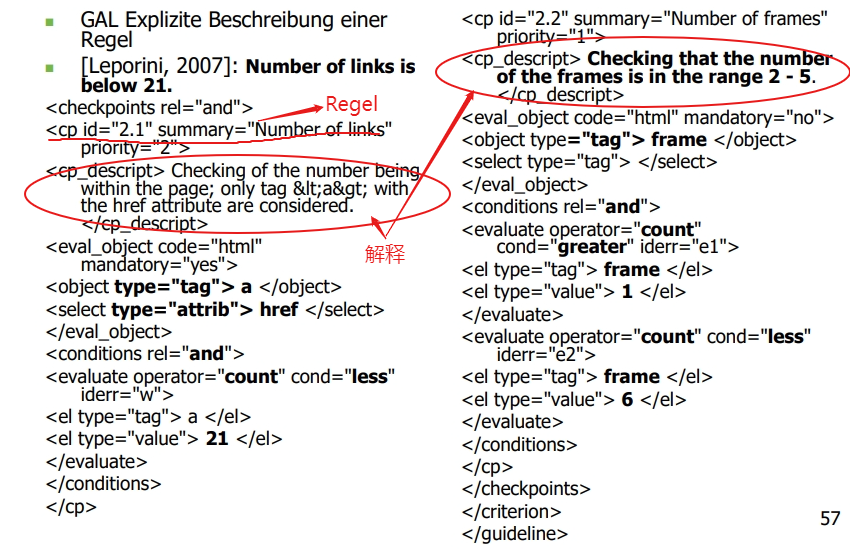 GAL Explizite Beschreibung einer
Regel
[Leporini, 2007]: Number of links is
below 21.
<checkpoints rel="and">
Regel
<cp id="2.1" summary="Number of links"
priority="2">
<cp_descript> Checking of the number being
within the page; only tag &lt;a&gt; with
the href attribute are considered.
</cp_descript>
解释
<eval_object code="html"
mandatory="yes">
<object type="tag"> a </object>
<select type="attrib"> href </select>
</eval_object>
<conditions rel="and">
<evaluate operator="count" cond="less"
iderr="w">
<el type="tag"> a </el>
<el type="value"> 21 </el>
</evaluate>
</conditions>
</cp>
<cp id="2.2" summary="Number of frames"
priority="1">
<cp_descript> Checking that the number
of the frames is in the range 2 - 5.
</cp_descript>
<eval_object code="html" mandatory="no">
<object type="tag"> frame </object>
<select type="tag"> </select>
</eval_object>
<conditions rel="and">
<evaluate operator="count"
cond="greater" iderr="e1">
<el type="tag"> frame </el>
<el type="value"> 1 </el>
</evaluate>
<evaluate operator="count" cond="less"
iderr="e2">
<el type="tag"> frame </el>
<el type="value"> 6 </el>
</evaluate>
</conditions>
</cp>
</checkpoints>
</criterion>
</guideline>
57